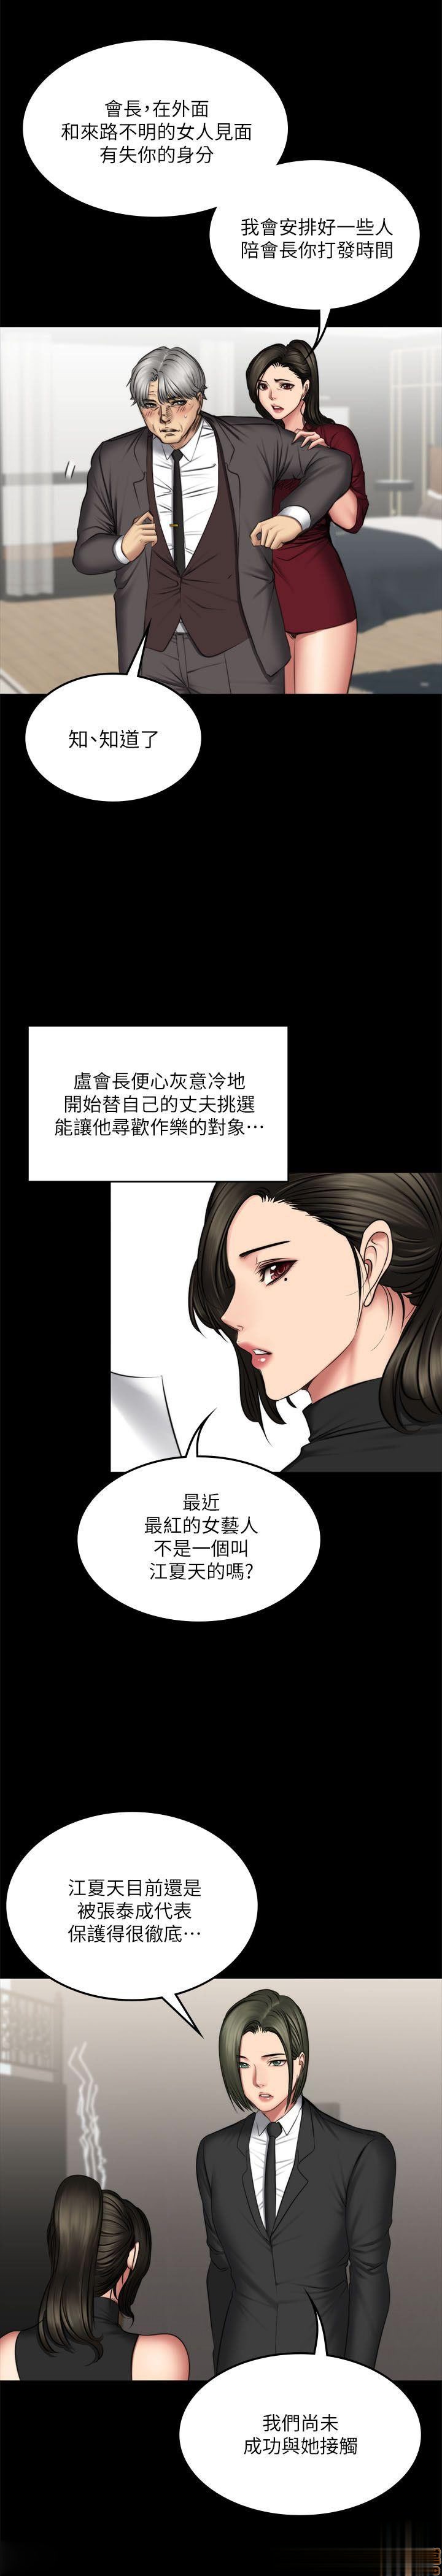 會長，在外面
和來路不明的女人見面
有失你的身分
我會安排好一些人
陪會長你打發時間
知、知道了
盧會長便心灰意冷地
開始替自己的丈夫挑選
能讓他尋歡作樂的對象…
最近
最紅的女藝人
不是一個叫
江夏天的嗎?
江夏天目前還是
被張泰成代表
保護得很徹底…
我們尚未
成功與她接觸